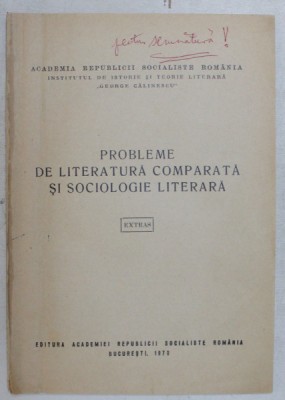 ACADEMIA REPUBLICII SOCIALISTE ROMÂNIA
INSTITUTUL DE ISTORIE ȘI TEORIE LITERARĂ
„GEORGE CĂLINESCU"
PROBLEME
DE LITERATURĂ COMPARATĂ
ȘI SOCIOLOGIE LITERARĂ
EXTRAS
EDITURA ACADEMIEI REPUBLICII SOCIALISTE ROMÂNIA
BUCUREȘTI, 1970